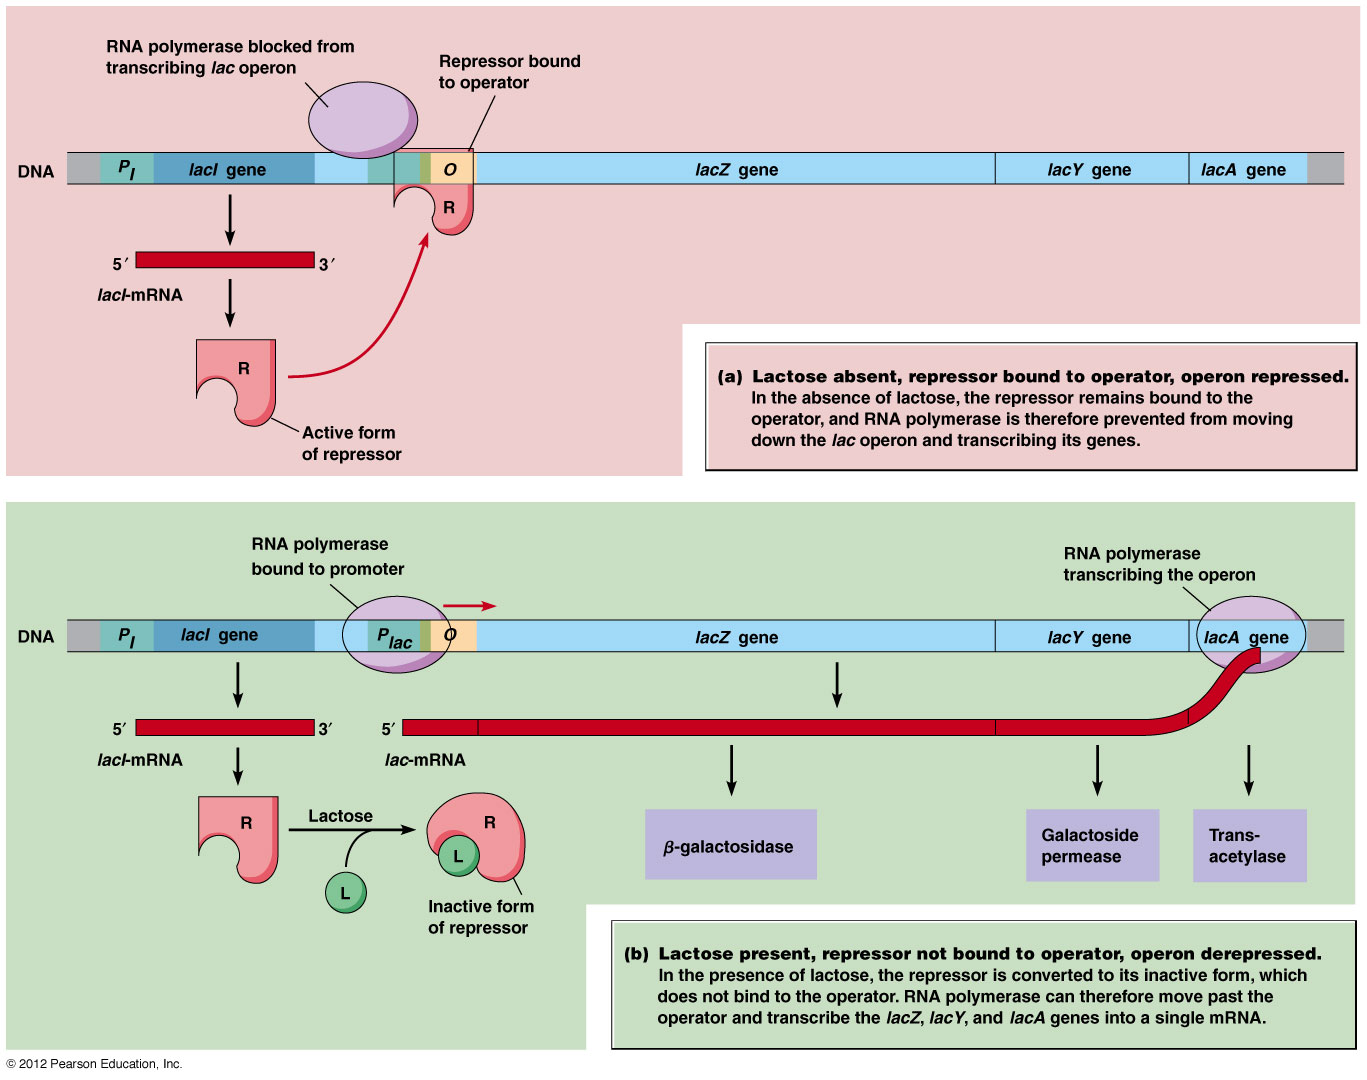 RNA polymerase blocked from
transcribing lac operon
Repressor bound
to operator
DNA
PI
lacI gene
O
lacZ gene
lacY gene
lacA gene
R
5′
3′
lacI-mRNA
R
Active form
of repressor
(a) Lactose absent, repressor bound to operator, operon repressed.
In the absence of lactose, the repressor remains bound to the
operator, and RNA polymerase is therefore prevented from moving
down the lac operon and transcribing its genes.
RNA polymerase
bound to promoter
RNA polymerase
transcribing the operon
DNA
PI
lacI gene
Plac
O
lacZ gene
lacY gene
lacA gene
5′
3′
5′
lacI-mRNA
lac-mRNA
R
Lactose
L
R
L
Inactive form
of repressor
β-galactosidase
Galactoside
permease
Trans-
acetylase
(b) Lactose present, repressor not bound to operator, operon derepressed.
In the presence of lactose, the repressor is converted to its inactive form, which
does not bind to the operator. RNA polymerase can therefore move past the
operator and transcribe the lacZ, lacY, and lacA genes into a single mRNA.
© 2012 Pearson Education, Inc.